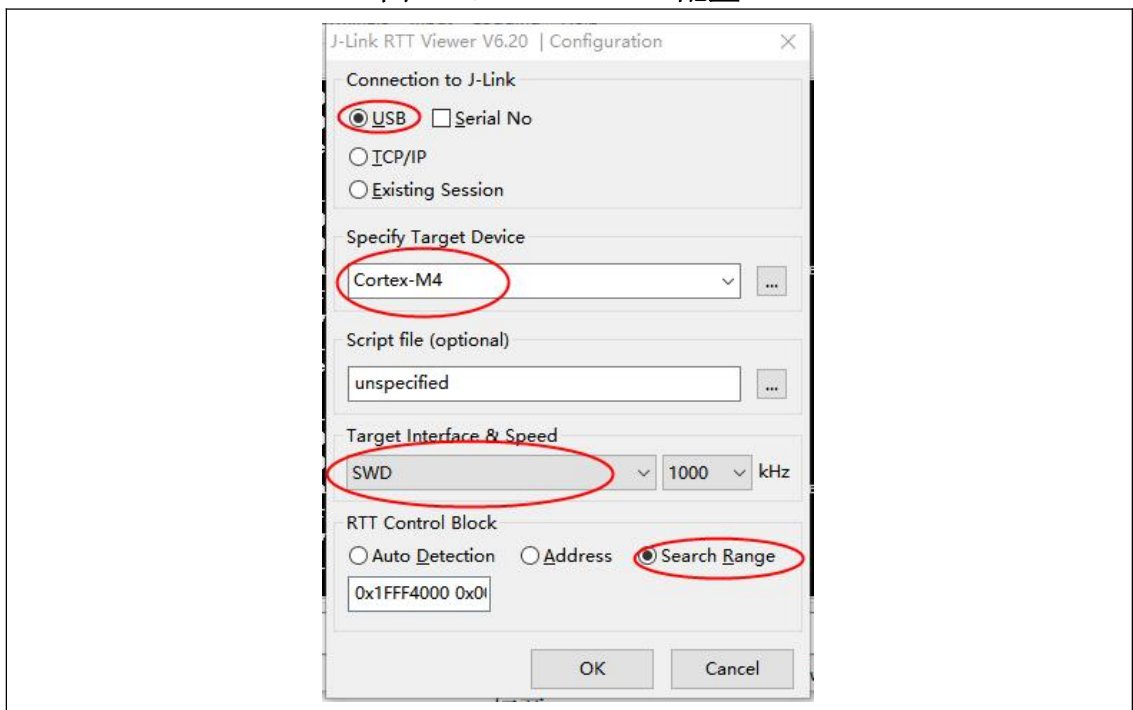 配置
J-Link RTT Viewer V6.20 | Configuration
Connection to J-Link
USB Serial No
TCP/IP
Existing Session
Specify Target Device
Cortex-M4
...
Script file (optional)
unspecified
...
Target Interface & Speed
SWD 1000 kHz
RTT Control Block
Auto Detection Address Search Range
0x1FFF4000
OK Cancel